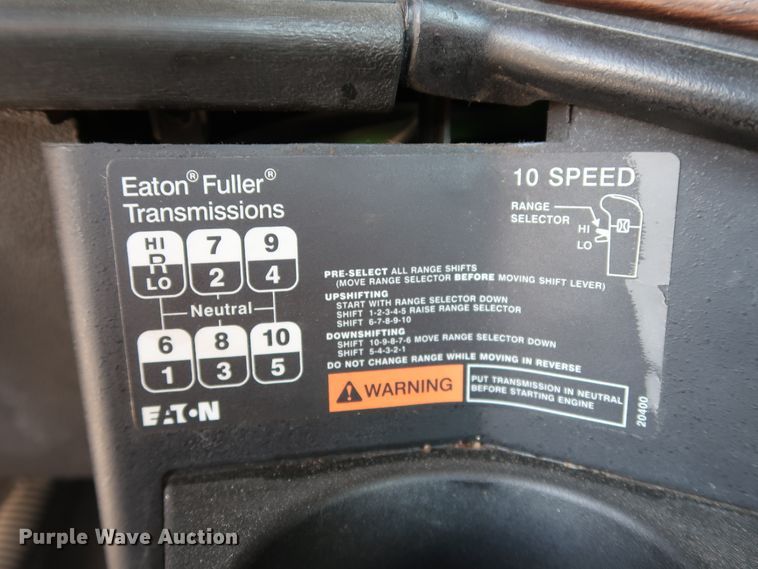 Eaton® Fuller®
Transmissions
10 SPEED
RANGE
SELECTOR
HI
LO
HI
R
LO
7
2
9
4
Neutral
6
1
8
3
10
5
PRE-SELECT ALL RANGE SHIFTS
(MOVE RANGE SELECTOR BEFORE MOVING SHIFT LEVER)
UPSHIFTING
START WITH RANGE SELECTOR DOWN
SHIFT 1-2-3-4-5 RAISE RANGE SELECTOR
SHIFT 6-7-8-9-10
DOWNSHIFTING
SHIFT 10-9-8-7-6 MOVE RANGE SELECTOR DOWN
SHIFT 5-4-3-2-1
DO NOT CHANGE RANGE WHILE MOVING IN REVERSE
WARNING
PUT TRANSMISSION IN NEUTRAL
BEFORE STARTING ENGINE
20400
EATON
Purple Wave Auction